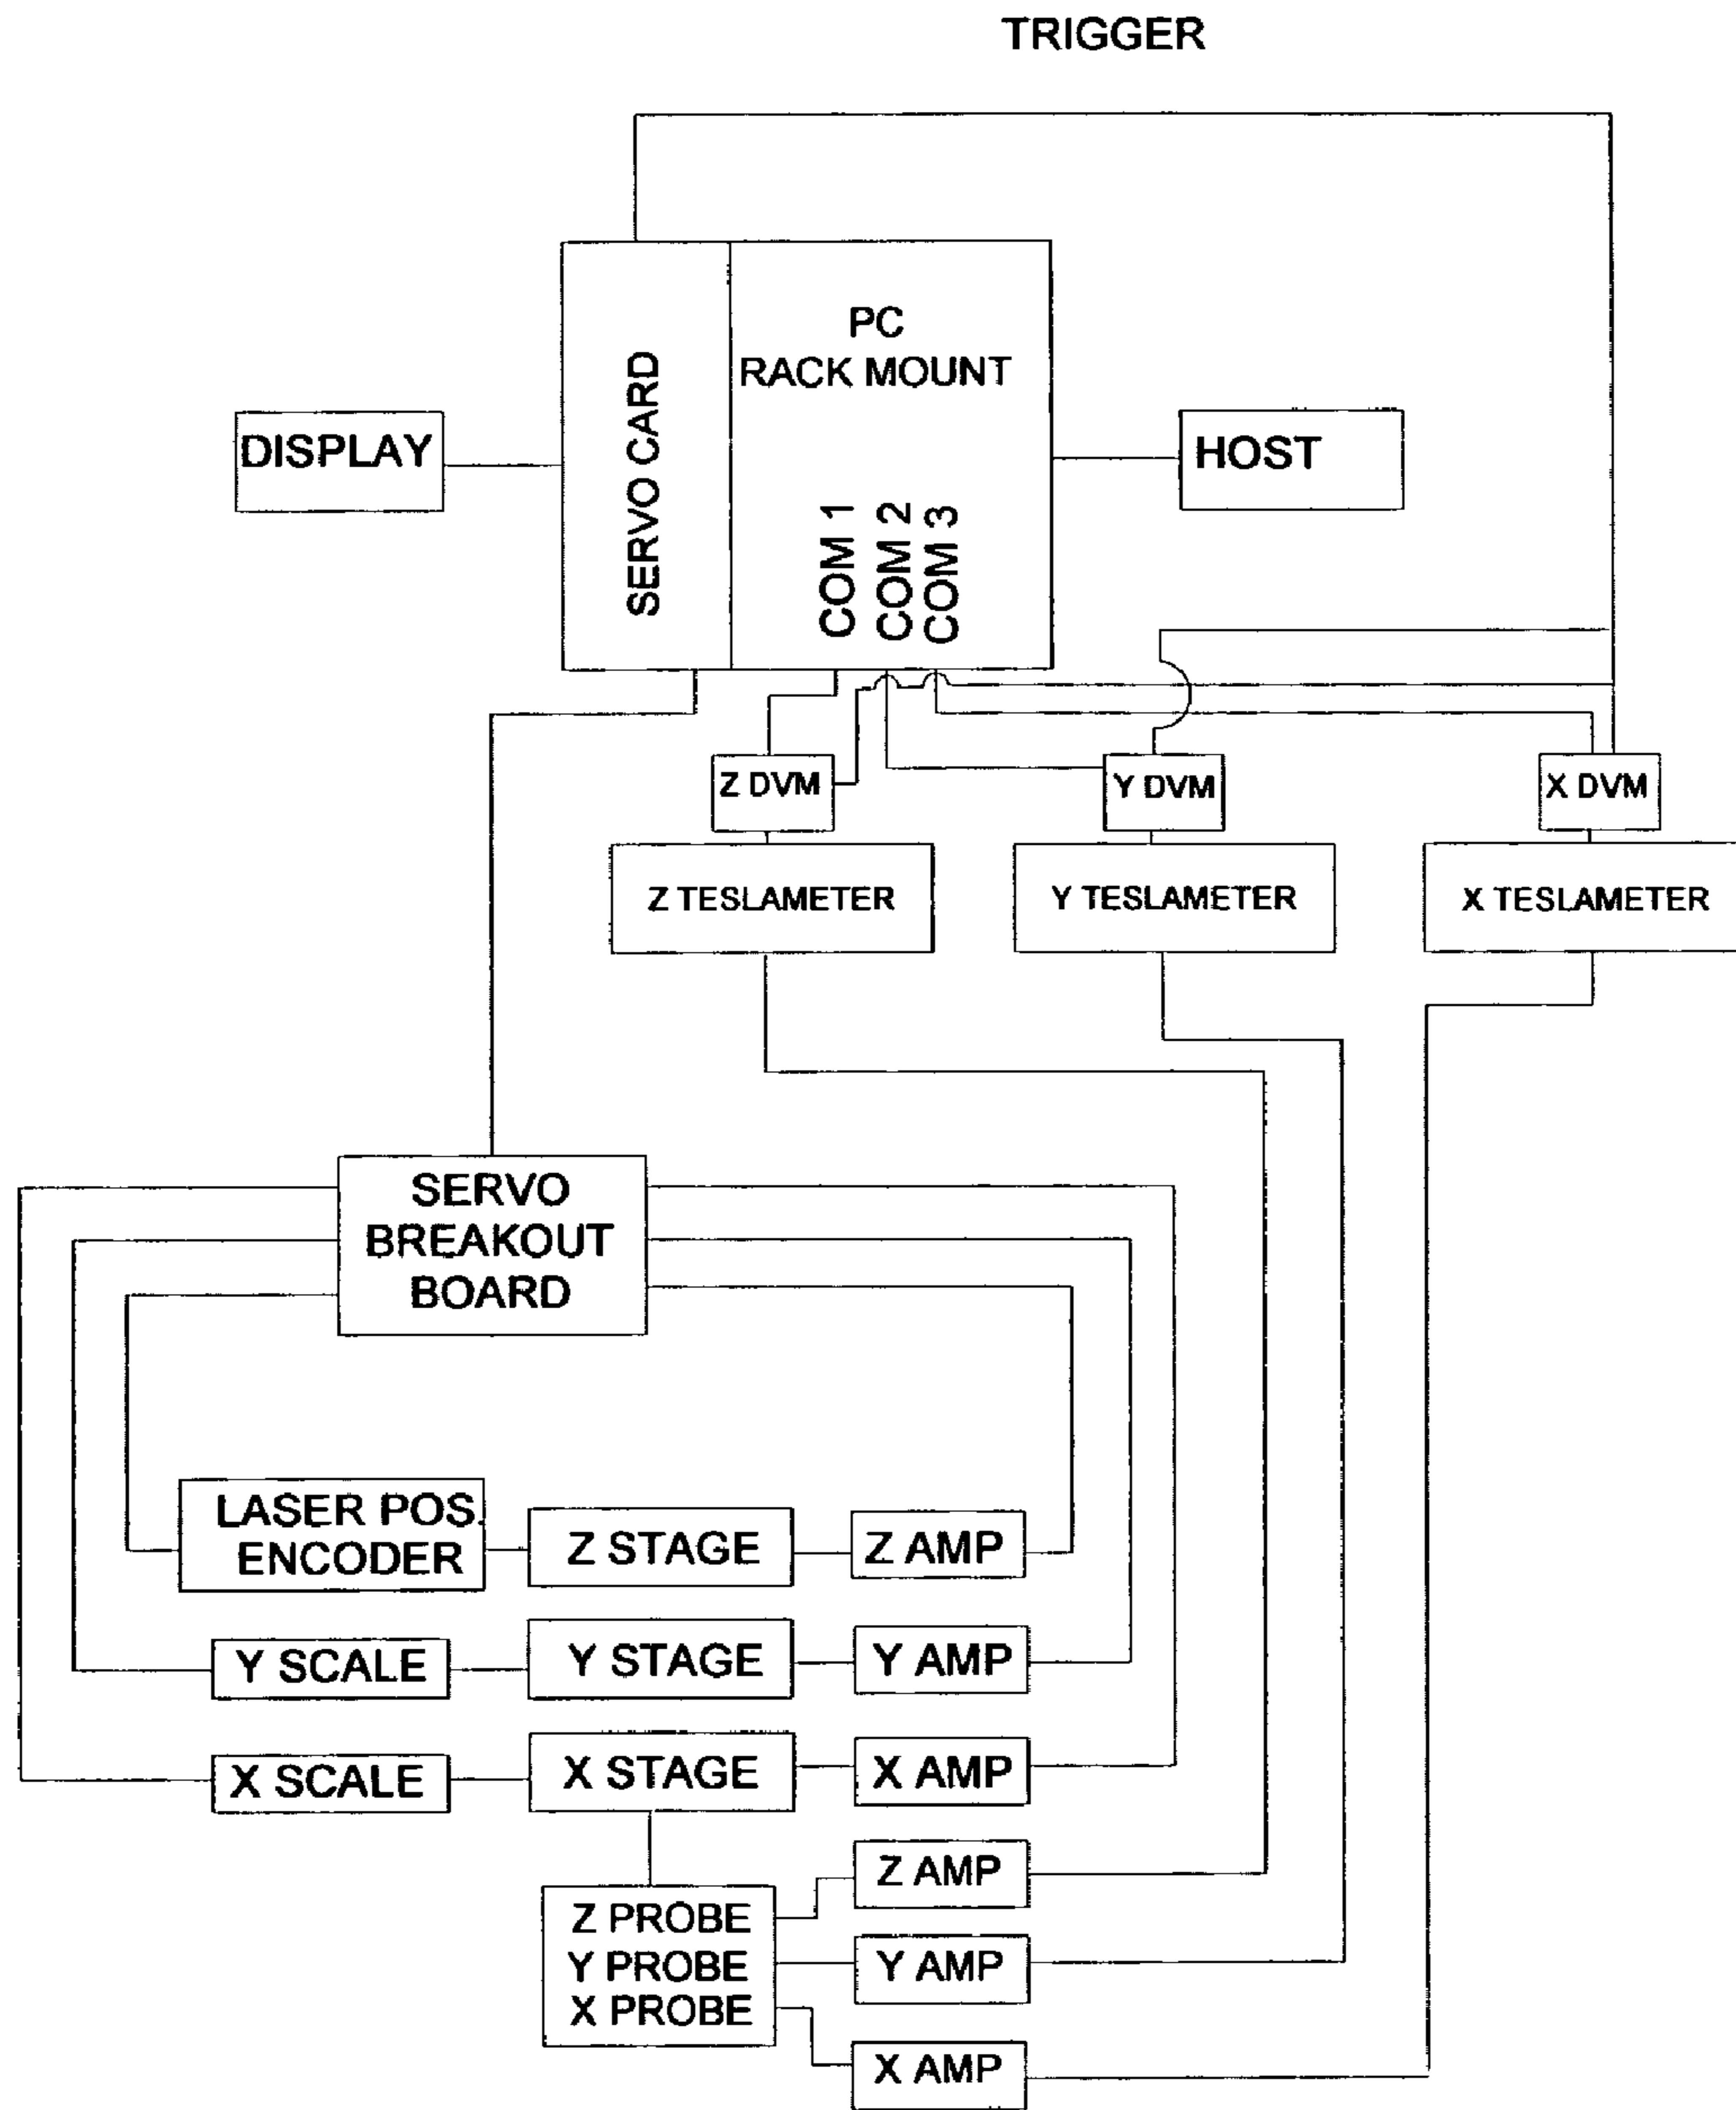 TRIGGER
PC
RACK MOUNT
SERVO CARD
DISPLAY
HOST
COM 1
COM 2
COM 3
Z DVM
Y DVM
X DVM
Z TESLAMETER
Y TESLAMETER
X TESLAMETER
SERVO
BREAKOUT
BOARD
LASER POS
ENCODER
Z STAGE
Z AMP
Y SCALE
Y STAGE
Y AMP
X SCALE
X STAGE
X AMP
Z PROBE
Y PROBE
X PROBE
Z AMP
Y AMP
X AMP